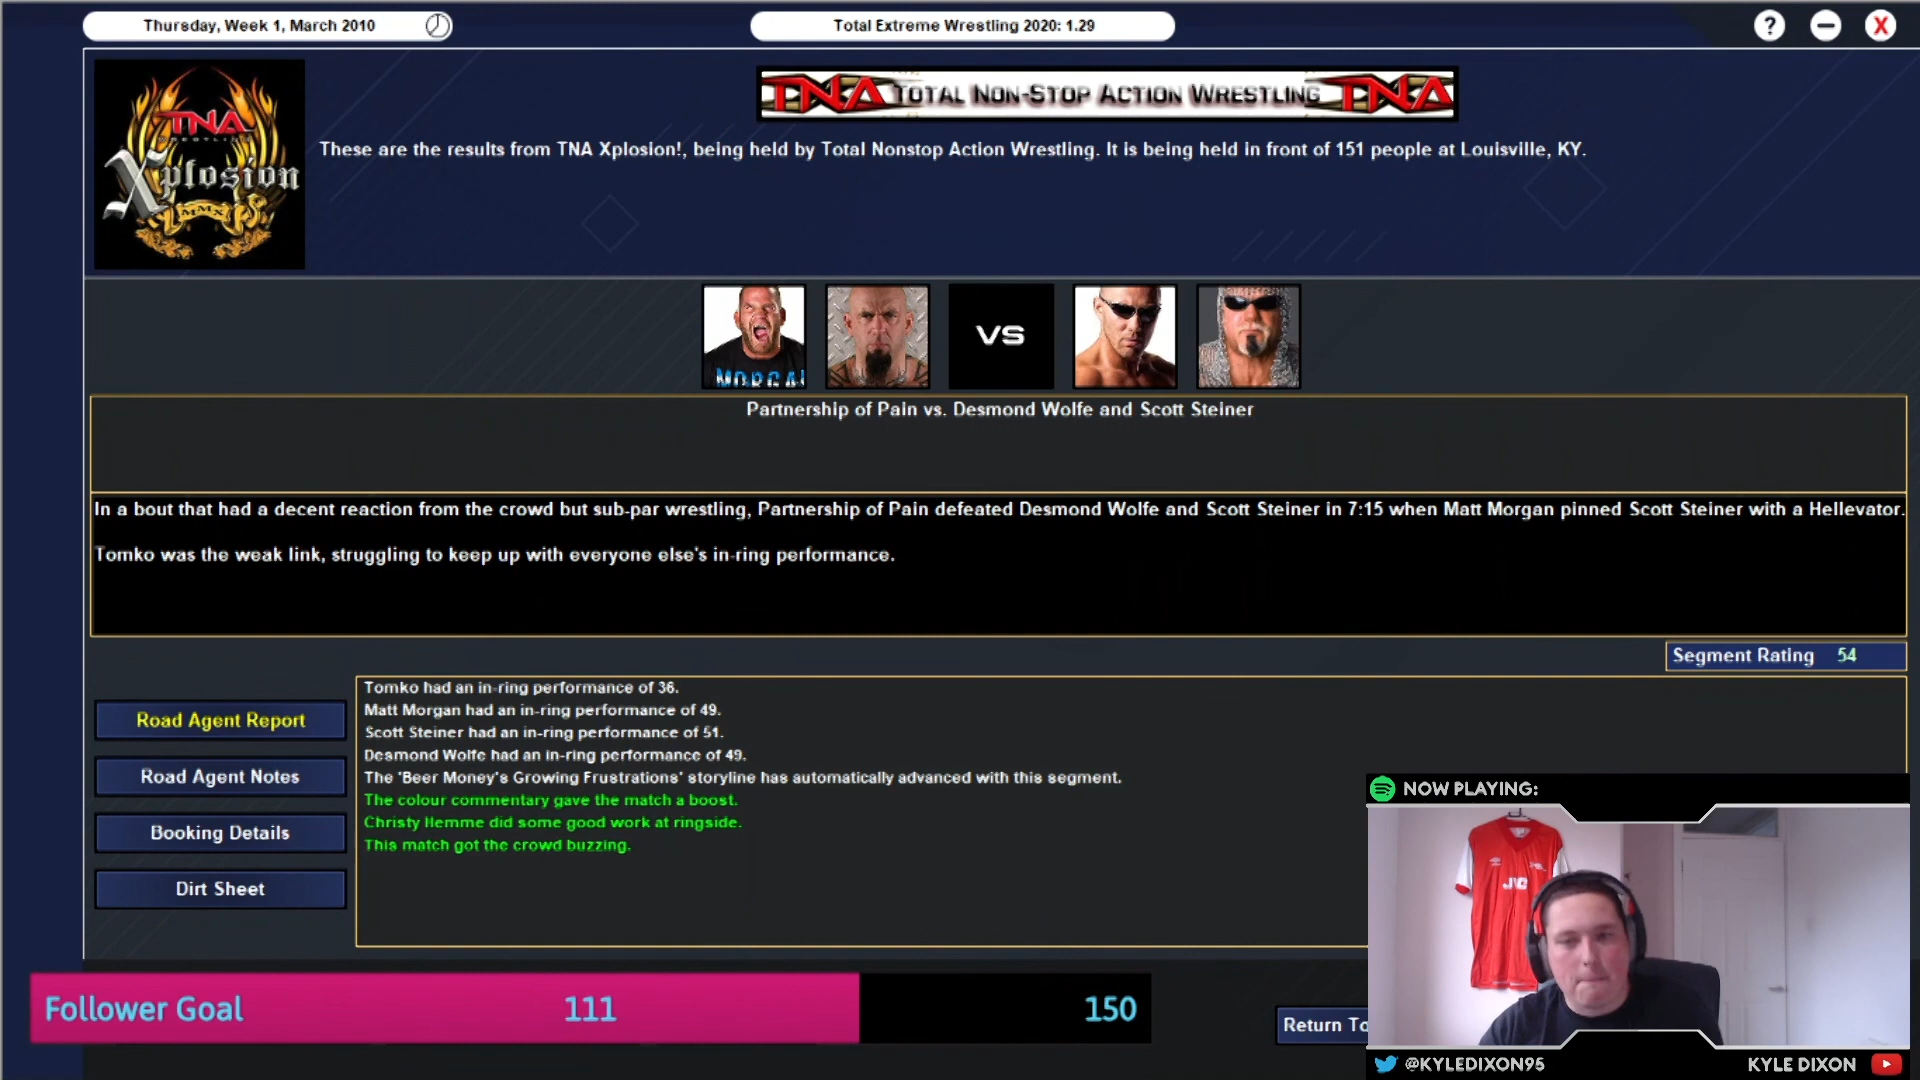 Thursday, Week 1, March 2010
Total Extreme Wrestling 2020: 1.29
?
X
TNA
WRESTLING
Xplosion
MMX
TNA TOTAL NON-STOP ACTION WRESTLING TNA
These are the results from TNA Xplosion!, being held by Total Nonstop Action Wrestling. It is being held in front of 151 people at Louisville, KY.
MORGA
VS
Partnership of Pain vs. Desmond Wolfe and Scott Steiner
In a bout that had a decent reaction from the crowd but sub-par wrestling, Partnership of Pain defeated Desmond Wolfe and Scott Steiner in 7:15 when Matt Morgan pinned Scott Steiner with a Hellevator.
Tomko was the weak link, struggling to keep up with everyone else's in-ring performance.
Segment Rating 54
Road Agent Report
Road Agent Notes
Booking Details
Dirt Sheet
Tomko had an in-ring performance of 36.
Matt Morgan had an in-ring performance of 49.
Scott Steiner had an in-ring performance of 51.
Desmond Wolfe had an in-ring performance of 49.
The 'Beer Money's Growing Frustrations' storyline has automatically advanced with this segment.
The colour commentary gave the match a boost.
Christy Hemme did some good work at ringside.
This match got the crowd buzzing.
NOW PLAYING:
JVC
Follower Goal 111 150
Return To
@KYLEDIXON95
KYLE DIXON